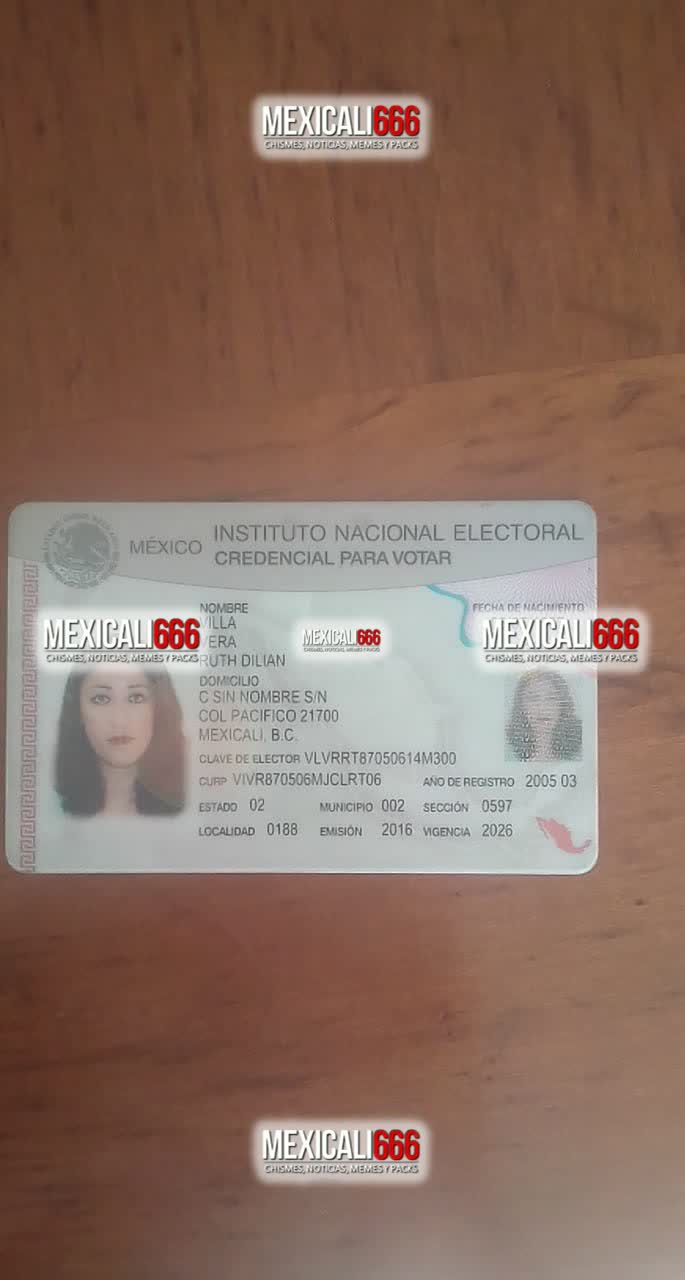 MEXICALI666
CHISMES, NOTICIAS, MEMES Y PACKS
MÉXICO INSTITUTO NACIONAL ELECTORAL
CREDENCIAL PARA VOTAR
NOMBRE
FECHA DE NACIMIENTO
VILLA
VERA
RUTH DILIAN
MEXICALI666
CHISMES, NOTICIAS, MEMES Y PACKS
MEXICALI666
CHISMES, NOTICIAS, MEMES Y PACKS
MEXICALI666
CHISMES, NOTICIAS, MEMES Y PACKS
DOMICILIO
C SIN NOMBRE S/N
COL PACIFICO 21700
MEXICALI, B.C.
CLAVE DE ELECTOR VLVRRT87050614M300
CURP VIVR870506MJCLRT06 AÑO DE REGISTRO 2005 03
ESTADO 02 MUNICIPIO 002 SECCIÓN 0597
LOCALIDAD 0188 EMISIÓN 2016 VIGENCIA 2026
MEXICALI666
CHISMES, NOTICIAS, MEMES Y PACKS